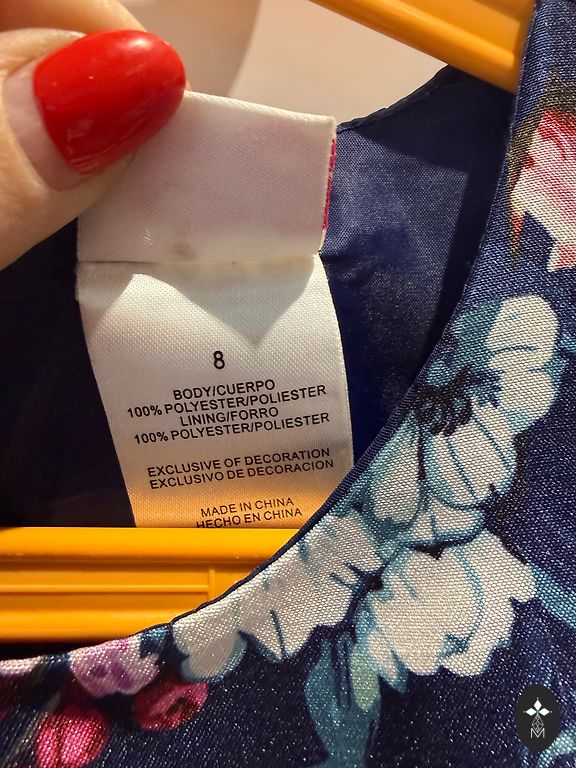 8
BODY/CUERPO
100% POLYESTER/POLIESTER
LINING/FORRO
100% POLYESTER/POLIESTER
EXCLUSIVE OF DECORATION
EXCLUSIVO DE DECORACION
MADE IN CHINA
HECHO EN CHINA
M